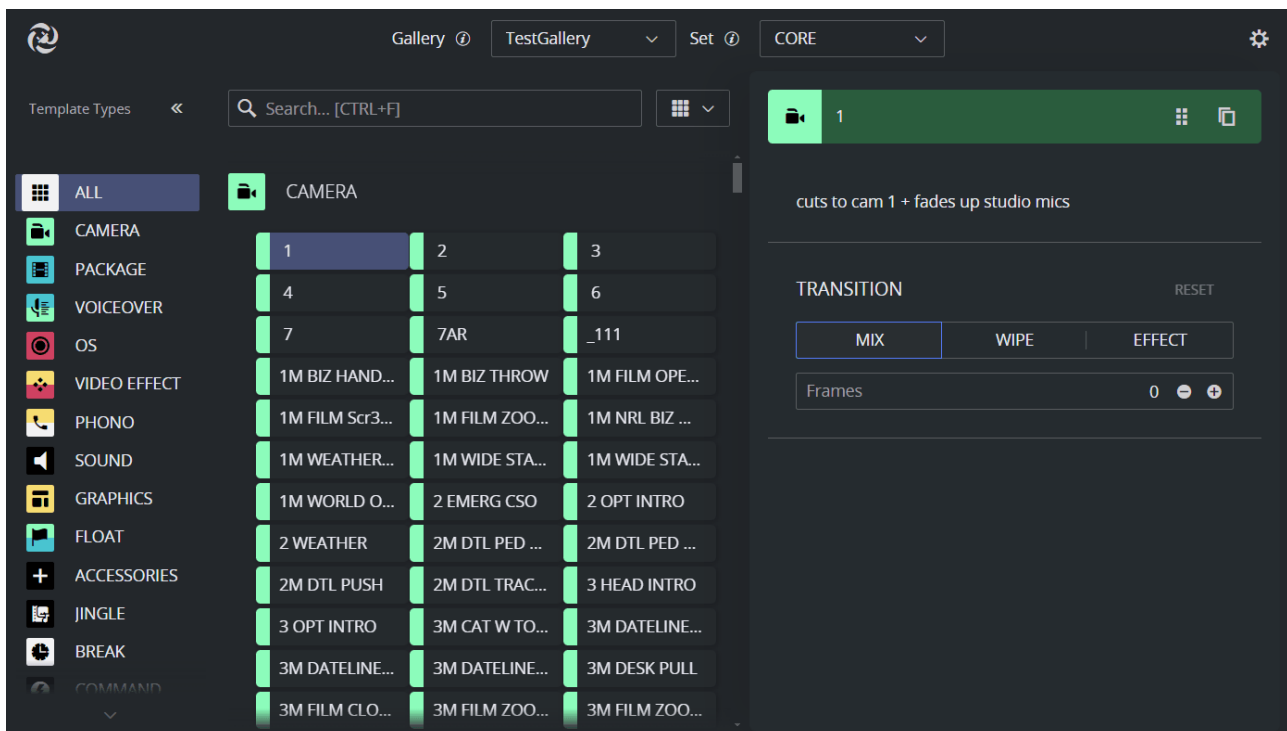 Gallery TestGallery Set CORE
Template Types
Search... [CTRL+F]
ALL
CAMERA
PACKAGE
VOICEOVER
OS
VIDEO EFFECT
PHONO
SOUND
GRAPHICS
FLOAT
ACCESSORIES
JINGLE
BREAK
COMMAND
CAMERA
1 2 3
4 5 6
7 7AR _111
1M BIZ HAND... 1M BIZ THROW 1M FILM OPE...
1M FILM Scr3... 1M FILM ZOO... 1M NRL BIZ ...
1M WEATHER... 1M WIDE STA... 1M WIDE STA...
1M WORLD O... 2 EMERG CSO 2 OPT INTRO
2 WEATHER 2M DTL PED ... 2M DTL PED ...
2M DTL PUSH 2M DTL TRAC... 3 HEAD INTRO
3 OPT INTRO 3M CAT W TO... 3M DATELINE...
3M DATELINE... 3M DATELINE... 3M DESK PULL
3M FILM CLO... 3M FILM ZOO... 3M FILM ZOO...
1
cuts to cam 1 + fades up studio mics
TRANSITION RESET
MIX WIPE EFFECT
Frames 0